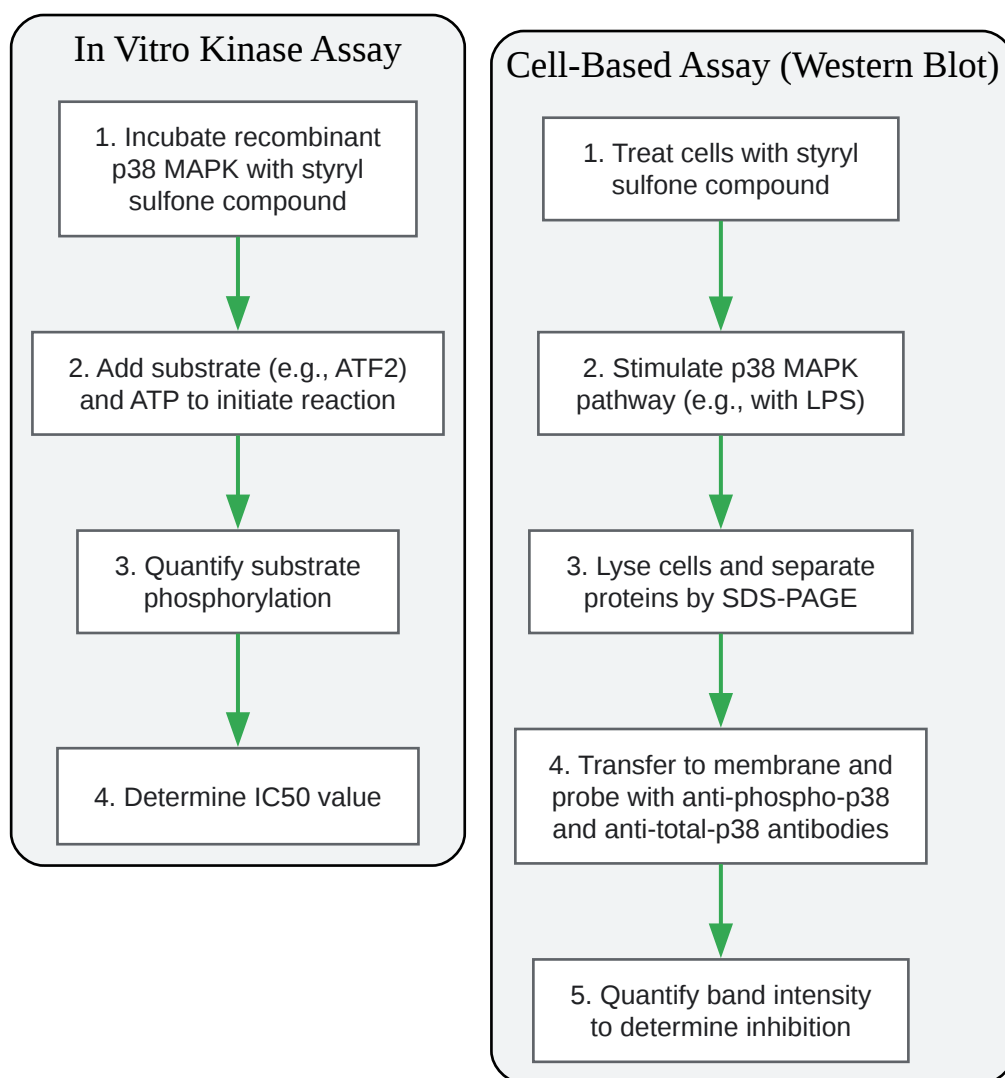 In Vitro Kinase Assay
1. Incubate recombinant
p38 MAPK with styryl
sulfone compound
2. Add substrate (e.g., ATF2)
and ATP to initiate reaction
3. Quantify substrate
phosphorylation
4. Determine IC50 value
Cell-Based Assay (Western Blot)
1. Treat cells with styryl
sulfone compound
2. Stimulate p38 MAPK
pathway (e.g., with LPS)
3. Lyse cells and separate
proteins by SDS-PAGE
4. Transfer to membrane and
probe with anti-phospho-p38
and anti-total-p38 antibodies
5. Quantify band intensity
to determine inhibition